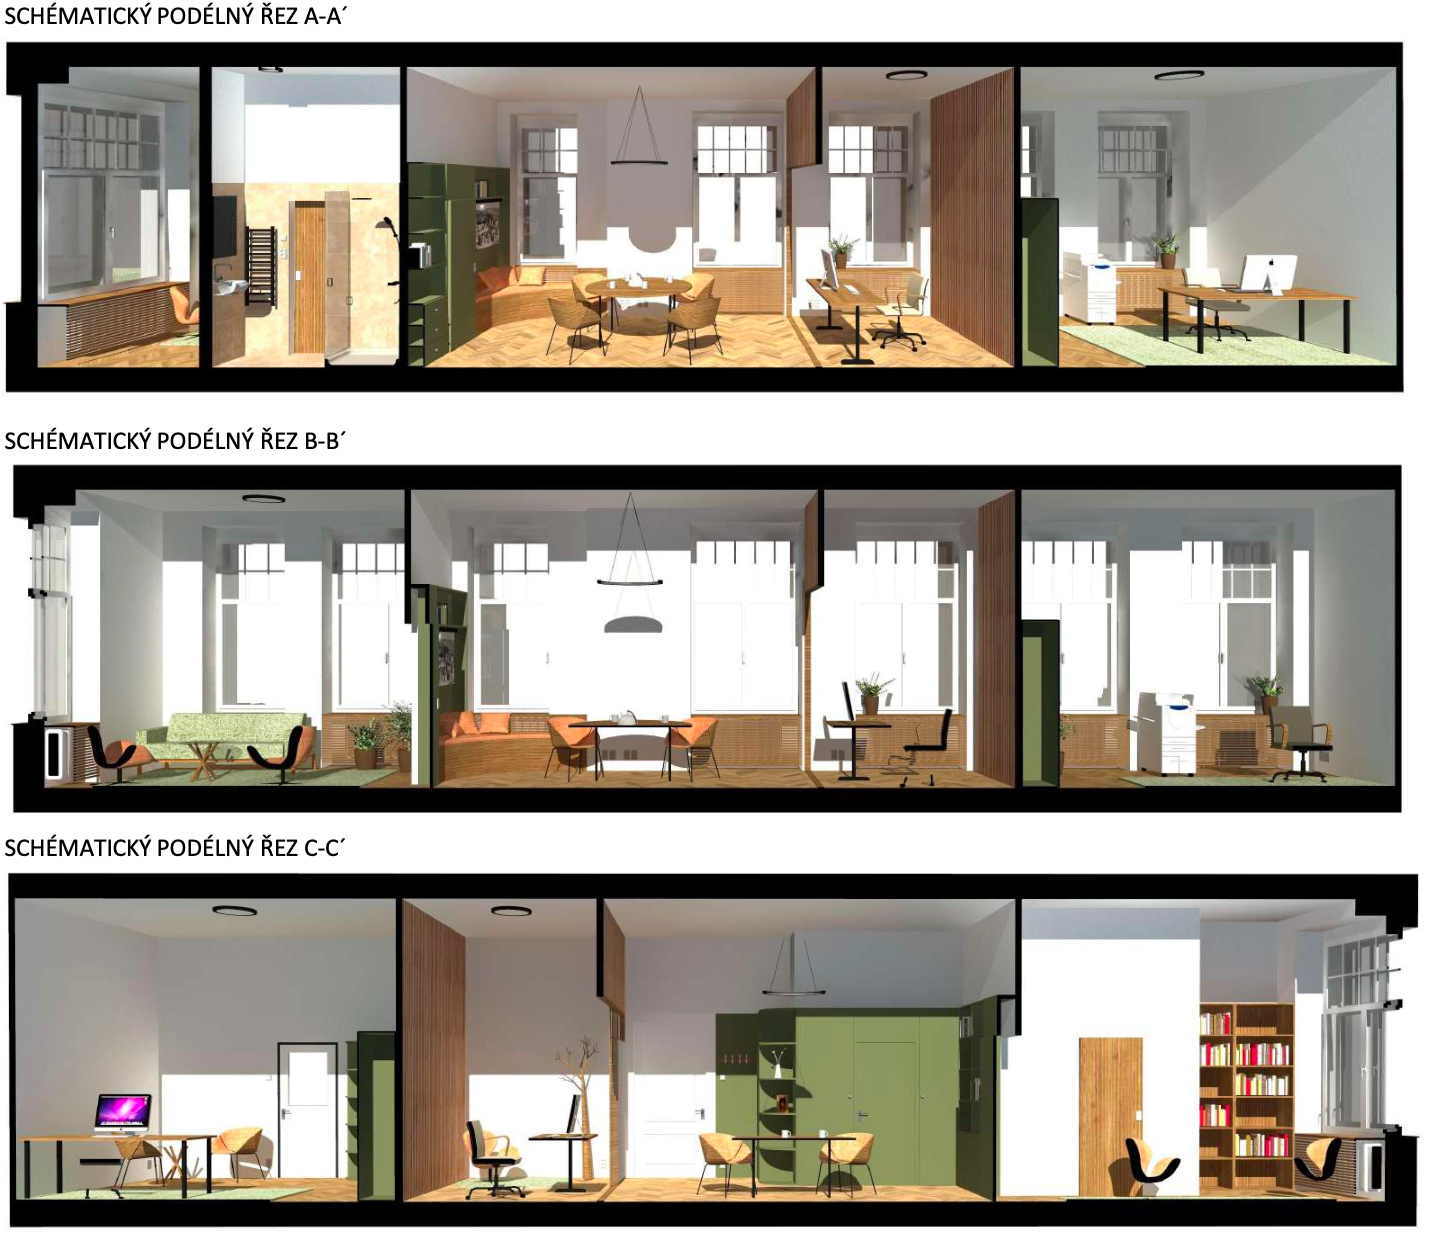 SCHÉMATICKÝ PODÉLNÝ ŘEZ A-A´
SCHÉMATICKÝ PODÉLNÝ ŘEZ B-B´
SCHÉMATICKÝ PODÉLNÝ ŘEZ C-C´